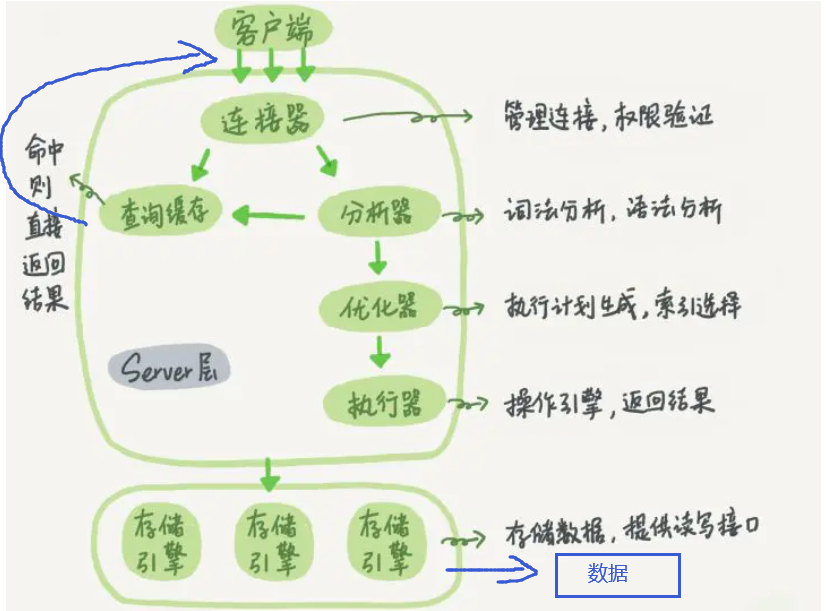 客户端
连接器
管理连接，权限验证
命中
则
直接
返回
结果
查询缓存
分析器
词法分析，语法分析
优化器
执行计划生成，索引选择
Server层
执行器
操作引擎，返回结果
存储
引擎
存储
引擎
存储
引擎
存储数据，提供读写接口
数据